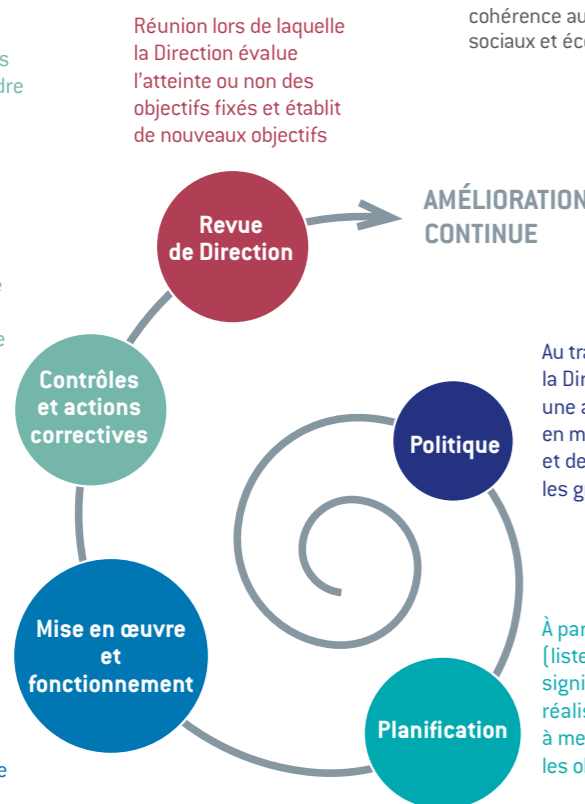 cohérence au
sociaux et éc
Réunion lors de laquelle
la Direction évalue
l'atteinte ou non des
objectifs fixés et établit
de nouveaux objectifs
AMÉLIORATION
CONTINUE
Revue
de Direction
Contrôles
et actions
correctives
Politique
Au tra
la Dir
une a
en m
et de
les g
Mise en œuvre
et
fonctionnement
Planification
À par
(liste
signi
réalis
à me
les ob